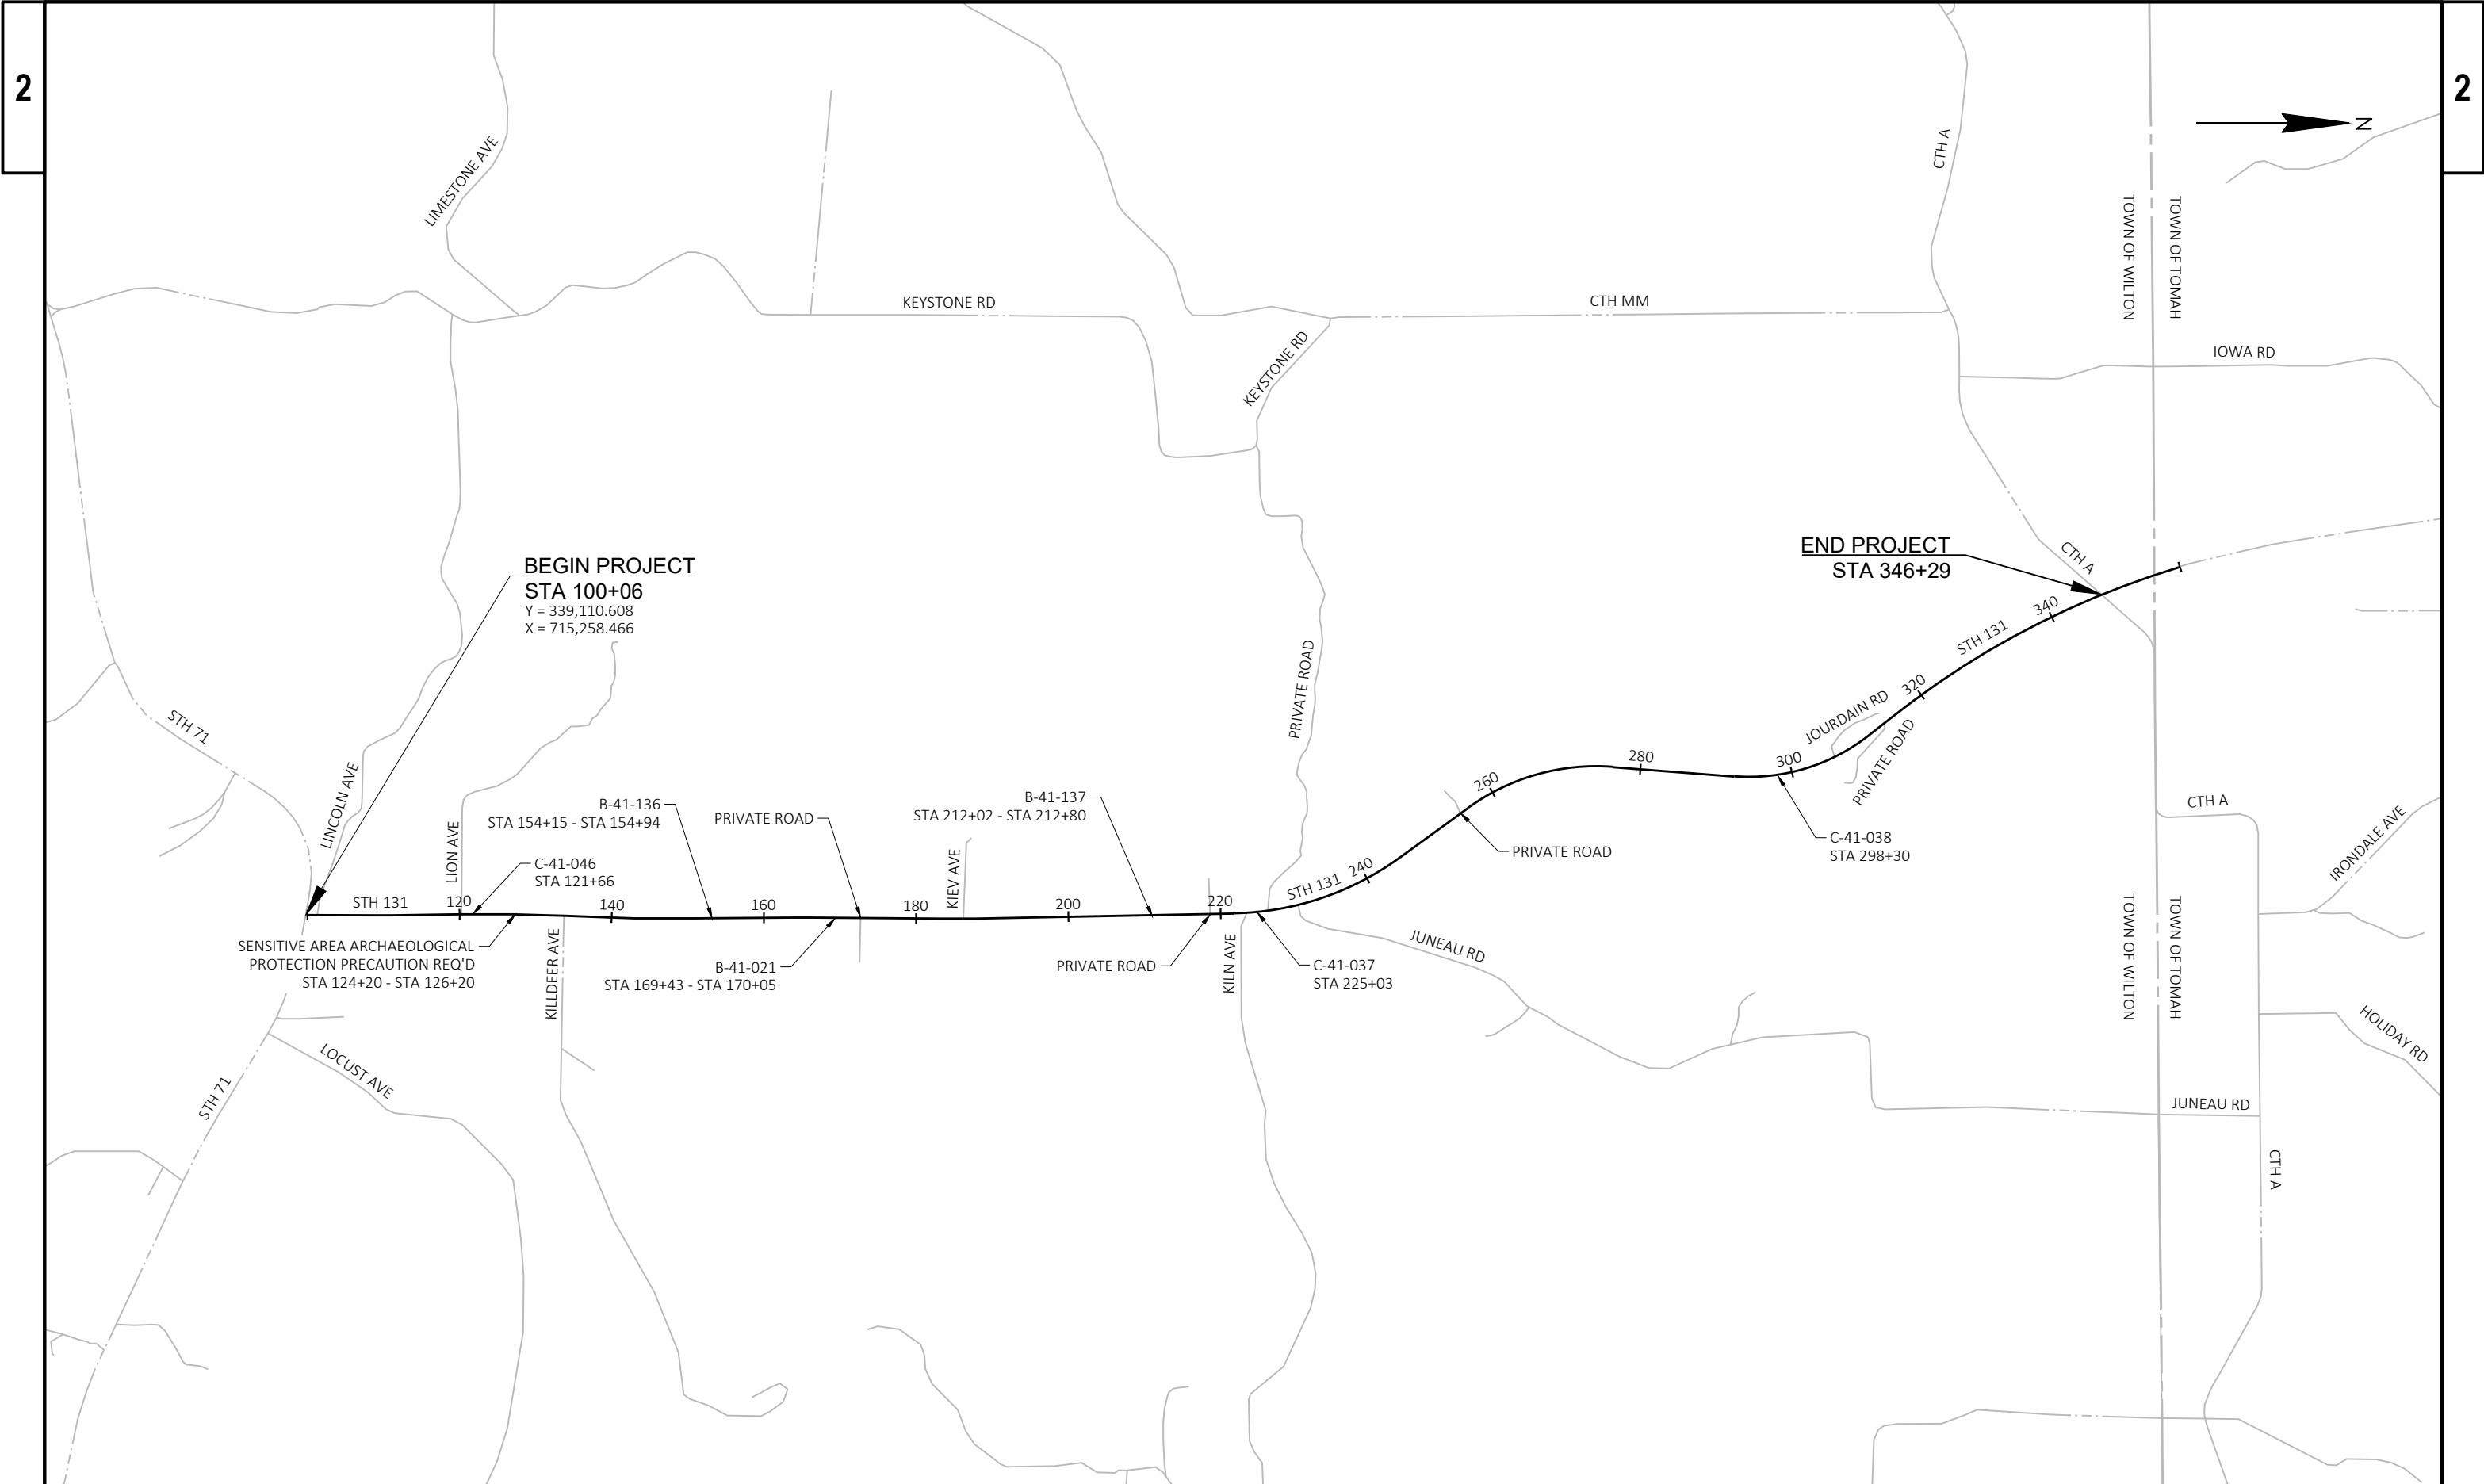 2
2
N
LIMESTONE AVE
CTH A
TOWN OF WILTON
TOWN OF TOMAH
KEYSTONE RD
CTH MM
KEYSTONE RD
IOWA RD
BEGIN PROJECT
STA 100+06
Y = 339,110.608
X = 715,258.466
END PROJECT
STA 346+29
CTH A
340
STH 131
320
JOURDAIN RD
PRIVATE ROAD
STH 71
LINCOLN AVE
PRIVATE ROAD
280
300
260
CTH A
IRONDALE AVE
B-41-136
STA 154+15 - STA 154+94
PRIVATE ROAD
B-41-137
STA 212+02 - STA 212+80
C-41-038
STA 298+30
PRIVATE ROAD
LION AVE
C-41-046
STA 121+66
KIEV AVE
240
STH 131
STH 131
120
140
160
180
200
220
SENSITIVE AREA ARCHAEOLOGICAL
PROTECTION PRECAUTION REQ'D
STA 124+20 - STA 126+20
KILLDEER AVE
B-41-021
STA 169+43 - STA 170+05
PRIVATE ROAD
KILN AVE
C-41-037
STA 225+03
JUNEAU RD
TOWN OF WILTON
TOWN OF TOMAH
HOLIDAY RD
LOCUST AVE
STH 71
JUNEAU RD
CTH A